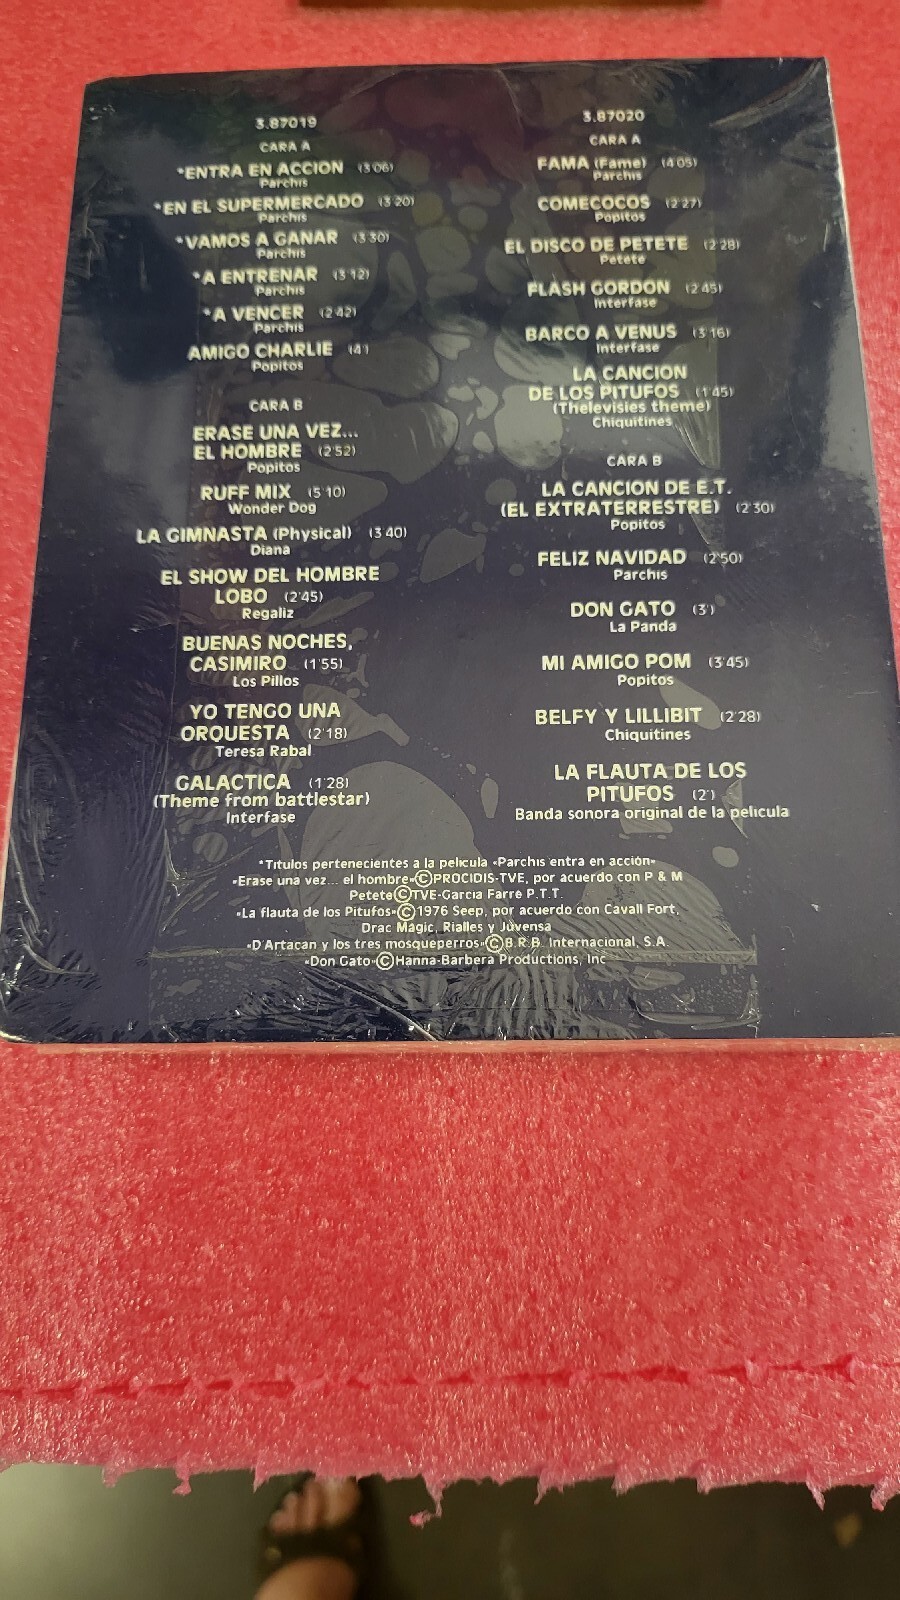 3.87019
CARA A
*ENTRA EN ACCION (3'06)
Parchis
*EN EL SUPERMERCADO (3'20)
Parchis
*VAMOS A GANAR (3'30)
Parchis
*A ENTRENAR (3'12)
Parchis
*A VENCER (2'42)
Parchis
AMIGO CHARLIE (4')
Popitos
CARA B
ERASE UNA VEZ...
EL HOMBRE (2'52)
Popitos
RUFF MIX (5'10)
Wonder Dog
LA GIMNASTA (Physical) (3'40)
Diana
EL SHOW DEL HOMBRE
LOBO (2'45)
Regaliz
BUENAS NOCHES,
CASIMIRO (1'55)
Los Pillos
YO TENGO UNA
ORQUESTA (2'18)
Teresa Rabal
GALACTICA (1'28)
(Theme from battlestar)
Interfase
3.87020
CARA A
FAMA (Fame) (4'05)
Parchis
COMECOCOS (2'27)
Popitos
EL DISCO DE PETETE (2'28)
Petete
FLASH GORDON (2'45)
Interfase
BARCO A VENUS (3'16)
Interfase
LA CANCION
DE LOS PITUFOS (1'45)
(Thelevisies theme)
Chiquitines
CARA B
LA CANCION DE E.T.
(EL EXTRATERRESTRE) (2'30)
Popitos
FELIZ NAVIDAD (2'50)
Parchis
DON GATO (3')
La Panda
MI AMIGO POM (3'45)
Popitos
BELFY Y LILLIBIT (2'28)
Chiquitines
LA FLAUTA DE LOS
PITUFOS (2')
Banda sonora original de la pelicula
*Titulos pertenecientes a la pelicula «Parchis entra en acción»
«Erase una vez... el hombre»©PROCIDIS-TVE, por acuerdo con P & M
Petete©TVE-Garcia Farré P.T.T.
«La flauta de los Pitufos»©1976 Seep, por acuerdo con Cavall Fort,
Drac Magic, Rialles y Juvensa
«D'Artacan y los tres mosqueperros»©B.R.B. Internacional, S.A.
«Don Gato»©Hanna-Barbera Productions, Inc